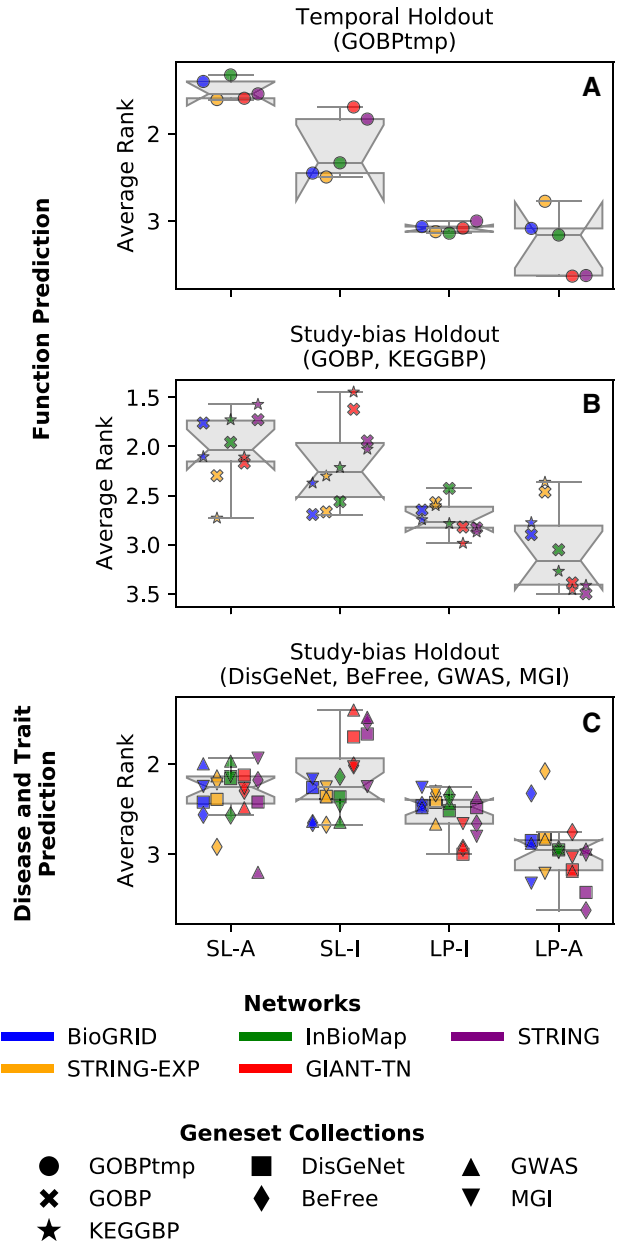 Temporal Holdout
(GOBPtmp)
A
Average Rank
2
3
Function Prediction
Study-bias Holdout
(GOBP, KEGGBP)
B
Average Rank
1.5
2.0
2.5
3.0
3.5
Study-bias Holdout
(DisGeNet, BeFree, GWAS, MGI)
C
Disease and Trait
Prediction
Average Rank
2
3
SL-A SL-I LP-I LP-A
Networks
BioGRID InBioMap STRING
STRING-EXP GIANT-TN
Geneset Collections
GOBPtmp DisGeNet GWAS
GOBP BeFree MGI
KEGGBP